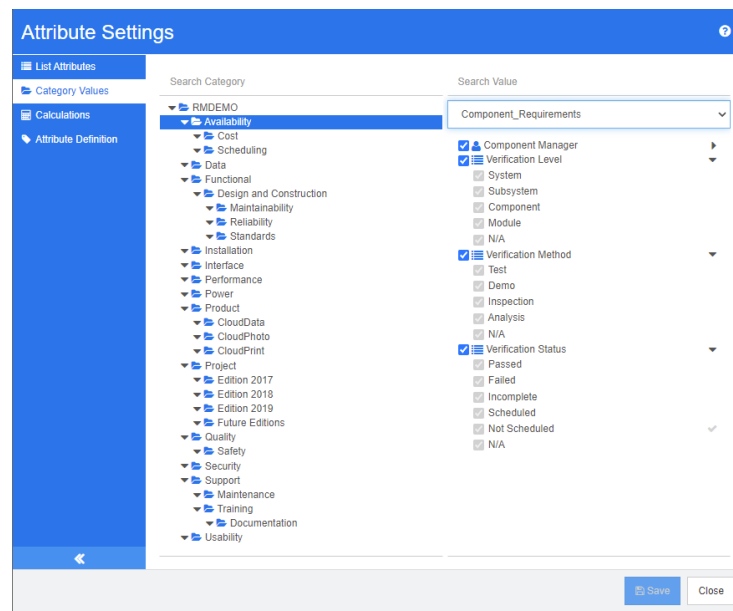 Attribute Settings
List Attributes
Category Values
Calculations
Attribute Definition
Search Category
RMDEMO
Availability
Cost
Scheduling
Data
Functional
Design and Construction
Maintainability
Reliability
Standards
Installation
Interface
Performance
Power
Product
CloudData
CloudPhoto
CloudPrint
Project
Edition 2017
Edition 2018
Edition 2019
Future Editions
Quality
Safety
Security
Support
Maintenance
Training
Documentation
Usability
Search Value
Component_Requirements
Component Manager
Verification Level
System
Subsystem
Component
Module
N/A
Verification Method
Test
Demo
Inspection
Analysis
N/A
Verification Status
Passed
Failed
Incomplete
Scheduled
Not Scheduled
N/A
Save
Close